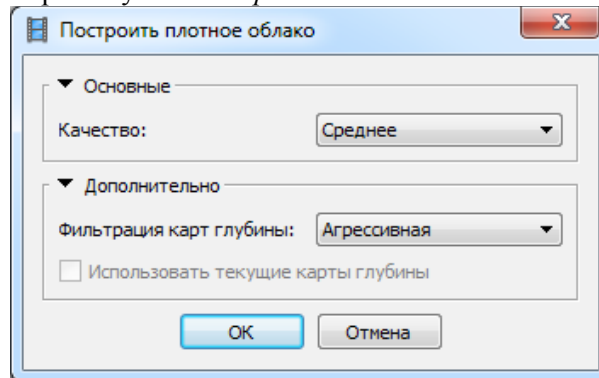 Построить плотное облако
Основные
Качество: Среднее
Дополнительно
Фильтрация карт глубины: Агрессивная
Использовать текущие карты глубины
OK Отмена